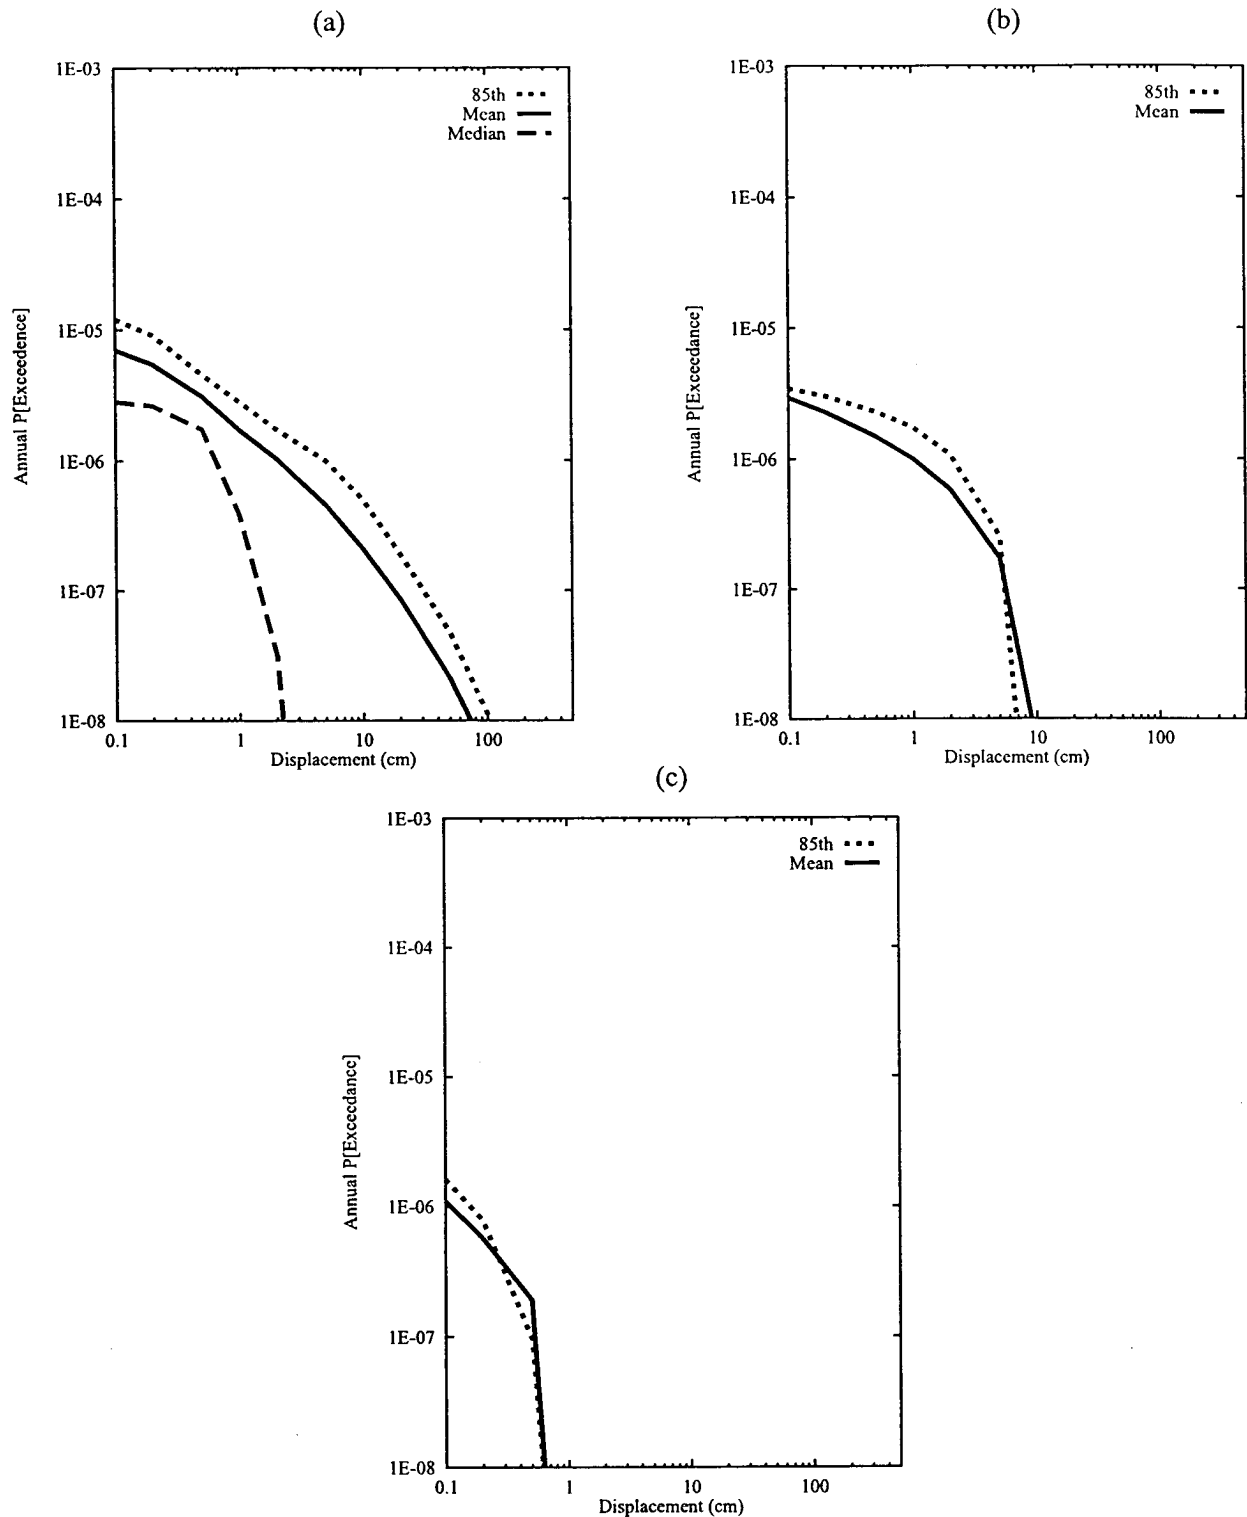 (a)
1E-03
85th
Mean
Median
1E-04
1E-05
Annual P[Exceedence]
1E-06
1E-07
1E-08
0.1 1 10 100
Displacement (cm)
(b)
1E-03
85th
Mean
1E-04
1E-05
Annual P[Exceedance]
1E-06
1E-07
1E-08
0.1 1 10 100
Displacement (cm)
(c)
1E-03
85th
Mean
1E-04
1E-05
Annual P[Exceedance]
1E-06
1E-07
1E-08
0.1 1 10 100
Displacement (cm)